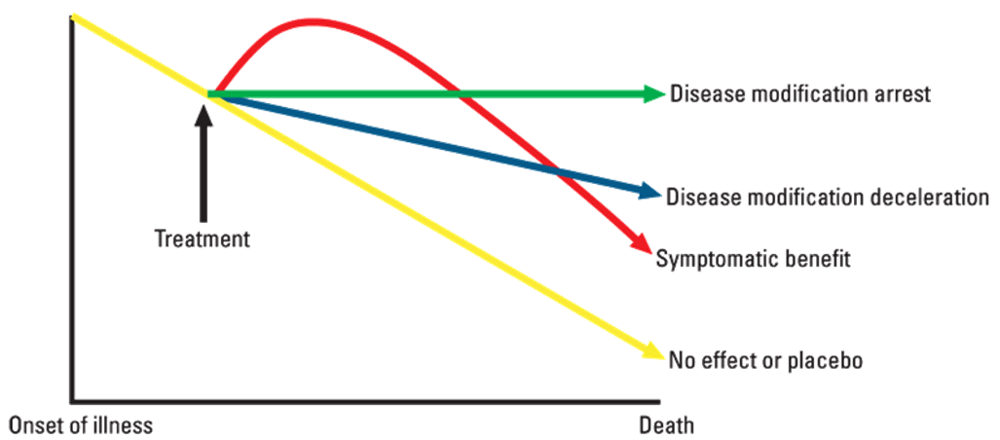 Disease modification arrest
Disease modification deceleration
Treatment
Symptomatic benefit
No effect or placebo
Onset of illness
Death